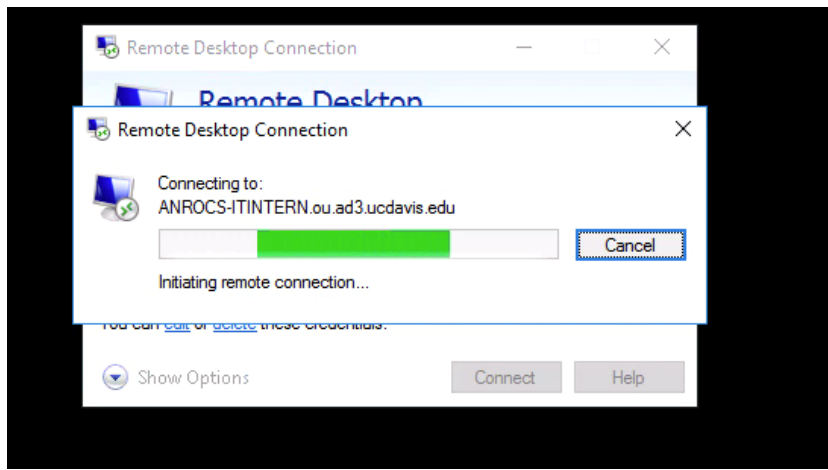 Remote Desktop Connection
Remote Desktop
Remote Desktop Connection
Connecting to:
ANROCS-ITINTERN.ou.ad3.ucdavis.edu
Cancel
Initiating remote connection...
You can edit or delete these credentials.
Show Options
Connect
Help